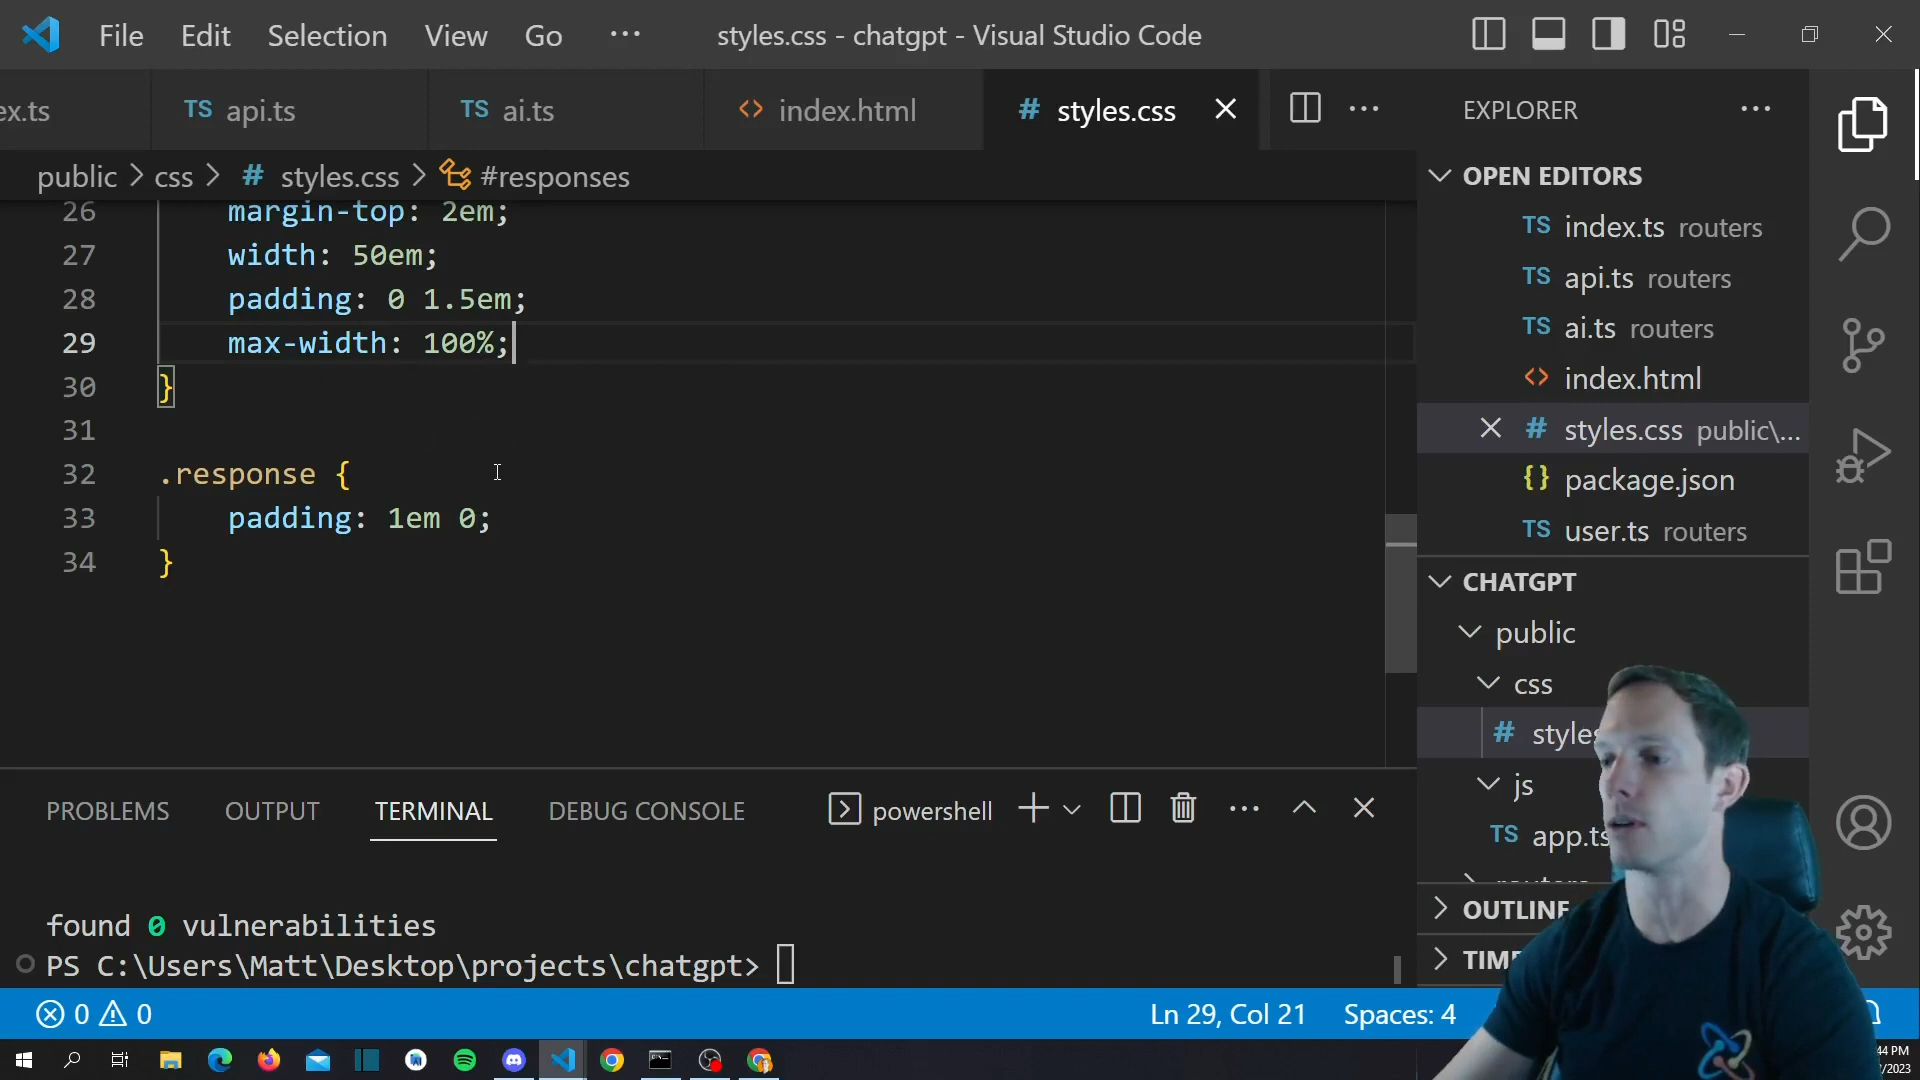 File Edit Selection View Go ··· styles.css - chatgpt - Visual Studio Code
ex.ts TS api.ts TS ai.ts <> index.html # styles.css
public > css > # styles.css > #responses
26 margin-top: 2em;
27 width: 50em;
28 padding: 0 1.5em;
29 max-width: 100%;
30 }
31
32 .response {
33 padding: 1em 0;
34 }
PROBLEMS OUTPUT TERMINAL DEBUG CONSOLE powershell
found 0 vulnerabilities
PS C:\Users\Matt\Desktop\projects\chatgpt>
EXPLORER
OPEN EDITORS
TS index.ts routers
TS api.ts routers
TS ai.ts routers
<> index.html
# styles.css public\...
{} package.json
TS user.ts routers
CHATGPT
public
css
# styles
js
TS app.ts
OUTLINE
TIME
0 0 Ln 29, Col 21 Spaces: 4
44 PM
/2023